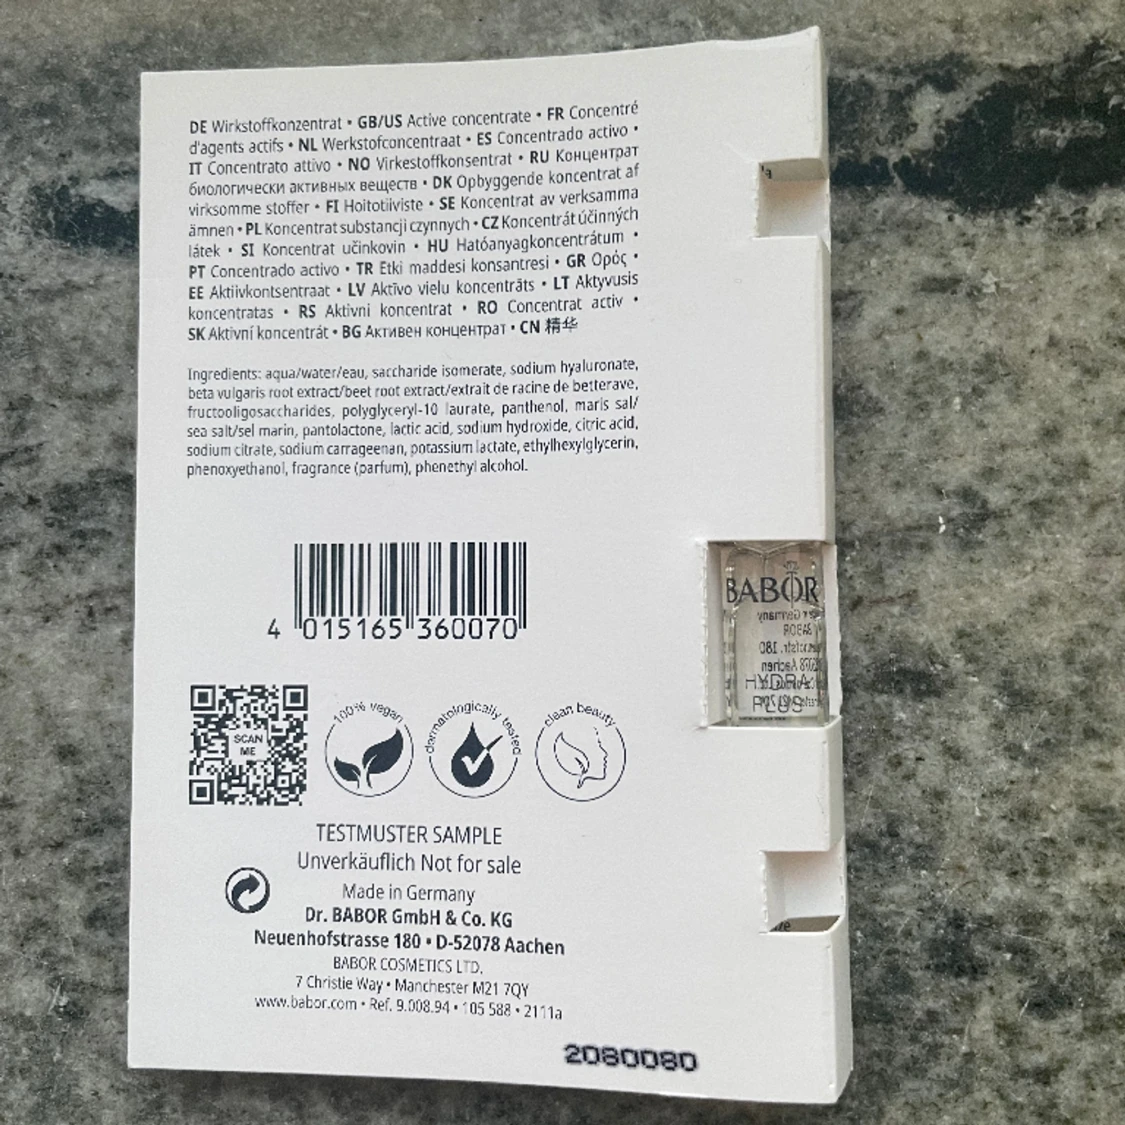 DE Wirkstoffkonzentrat • GB/US Active concentrate • FR Concentré
d'agents actifs • NL Werkstofconcentraat • ES Concentrado activo •
IT Concentrato attivo • NO Virkestoffkonsentrat • RU Концентрат
биологически активных веществ • DK Opbyggende koncentrat af
virksomme stoffer • FI Hoitotiiviste • SE Koncentrat av verksamma
ämnen • PL Koncentrat substancji czynnych • CZ Koncentrát účinných
látek • SI Koncentrat učinkovin • HU Hatóanyagkoncentrátum •
PT Concentrado activo • TR Etki maddesi konsantresi • GR Ορός •
EE Aktiivkontsentraat • LV Aktīvo vielu koncentrāts • LT Aktyvusis
koncentratas • RS Aktivni koncentrat • RO Concentrat activ •
SK Aktivní koncentrát • BG Активен концентрат • CN 精华
Ingredients: aqua/water/eau, saccharide isomerate, sodium hyaluronate,
beta vulgaris root extract/beet root extract/extrait de racine de betterave,
fructooligosaccharides, polyglyceryl-10 laurate, panthenol, maris sal/
sea salt/sel marin, pantolactone, lactic acid, sodium hydroxide, citric acid,
sodium citrate, sodium carrageenan, potassium lactate, ethylhexylglycerin,
phenoxyethanol, fragrance (parfum), phenethyl alcohol.
4 015165 360070
BABOR
HYDRA
PLUS
SCAN
ME
100% vegan
dermatologically tested
clean beauty
TESTMUSTER SAMPLE
Unverkäuflich Not for sale
Made in Germany
Dr. BABOR GmbH & Co. KG
Neuenhofstrasse 180 • D-52078 Aachen
BABOR COSMETICS LTD.
7 Christie Way • Manchester M21 7QY
www.babor.com • Ref. 9.008.94 • 105 588 • 2111a
2080080